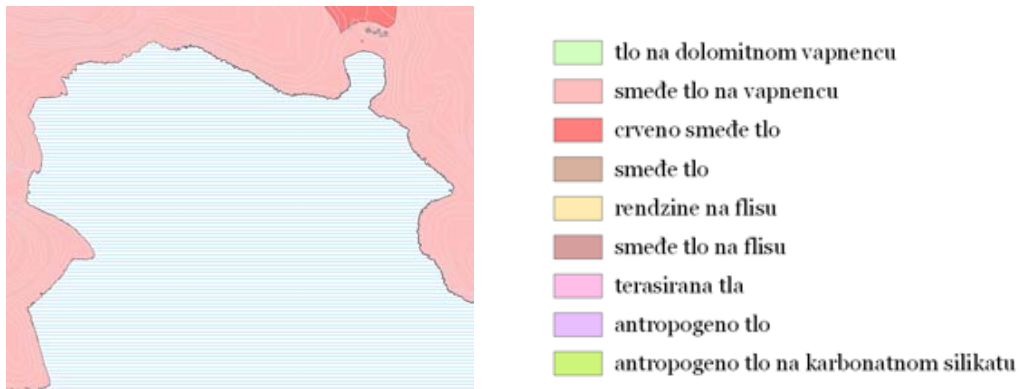 tlo na dolomitnom vapnencu
smeđe tlo na vapnencu
crveno smeđe tlo
smeđe tlo
rendzine na flisu
smeđe tlo na flisu
terasirana tla
antropogeno tlo
antropogeno tlo na karbonatnom silikatu